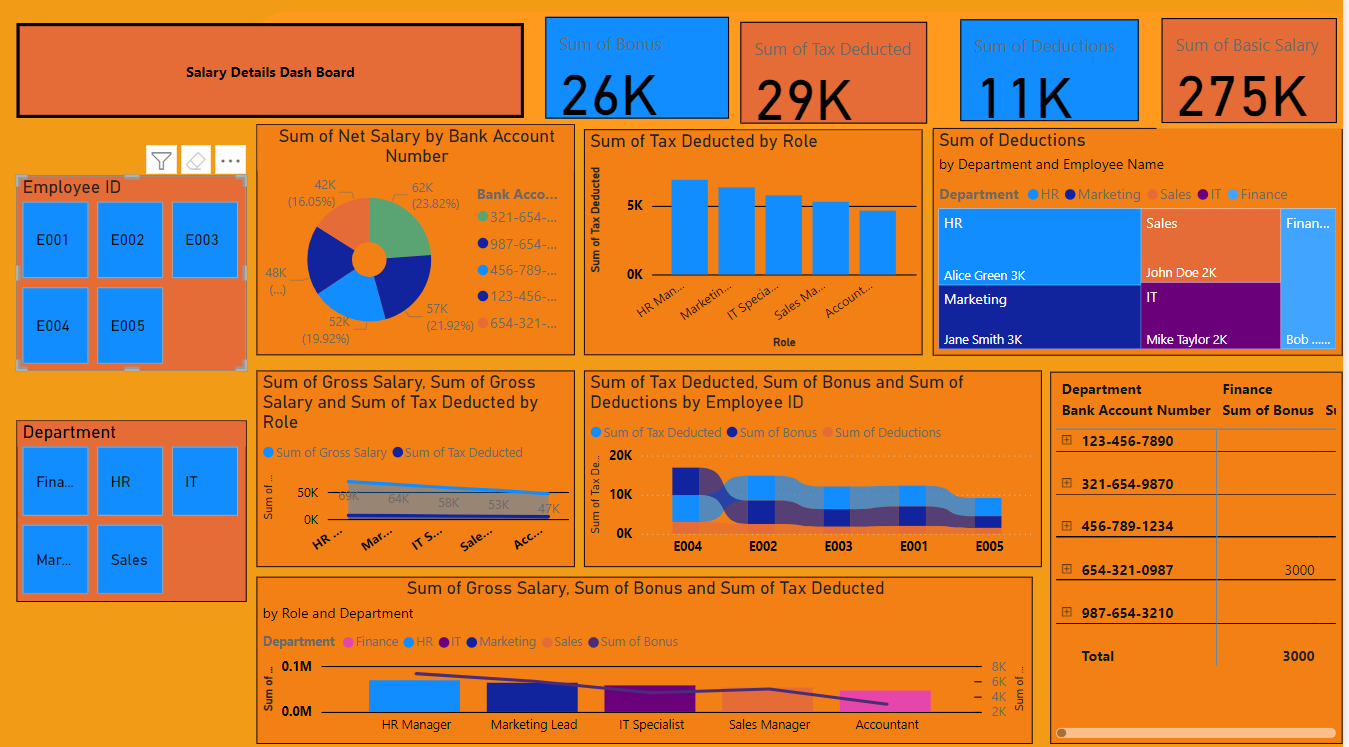 Salary Details Dash Board
Sum of Bonus
26K
Sum of Tax Deducted
29K
Sum of Deductions
11K
Sum of Basic Salary
275K
Employee ID
E001
E002
E003
E004
E005
Department
Fina...
HR
IT
Mar...
Sales
Sum of Net Salary by Bank Account
Number
42K
(16.05%)
62K
(23.82%)
48K
(...)
52K
(19.92%)
57K
(21.92%)
Bank Acco...
321-654-...
987-654-...
456-789-...
123-456-...
654-321-...
Sum of Tax Deducted by Role
Sum of Tax Deducted
5K
0K
HR Man...
Marketin...
IT Specia...
Sales Ma...
Account...
Role
Sum of Deductions
by Department and Employee Name
Department HR Marketing Sales IT Finance
HR
Alice Green 3K
Marketing
Jane Smith 3K
Sales
John Doe 2K
IT
Mike Taylor 2K
Finan...
Bob ......
Sum of Gross Salary, Sum of Gross
Salary and Sum of Tax Deducted by
Role
Sum of Gross Salary Sum of Tax Deducted
Sum of ...
50K
0K
69K
64K
58K
53K
47K
HR ...
Mar...
IT S...
Sale...
Acc...
Sum of Tax Deducted, Sum of Bonus and Sum of
Deductions by Employee ID
Sum of Tax Deducted Sum of Bonus Sum of Deductions
Sum of Tax De...
20K
10K
0K
E004 E002 E003 E001 E005
Department Finance
Bank Account Number Sum of Bonus
123-456-7890
321-654-9870
456-789-1234
654-321-0987 3000
987-654-3210
Total 3000
Sum of Gross Salary, Sum of Bonus and Sum of Tax Deducted
by Role and Department
Department Finance HR IT Marketing Sales Sum of Bonus
Sum of ...
0.1M
0.0M
8K
6K
4K
2K
Sum of ...
HR Manager Marketing Lead IT Specialist Sales Manager Accountant